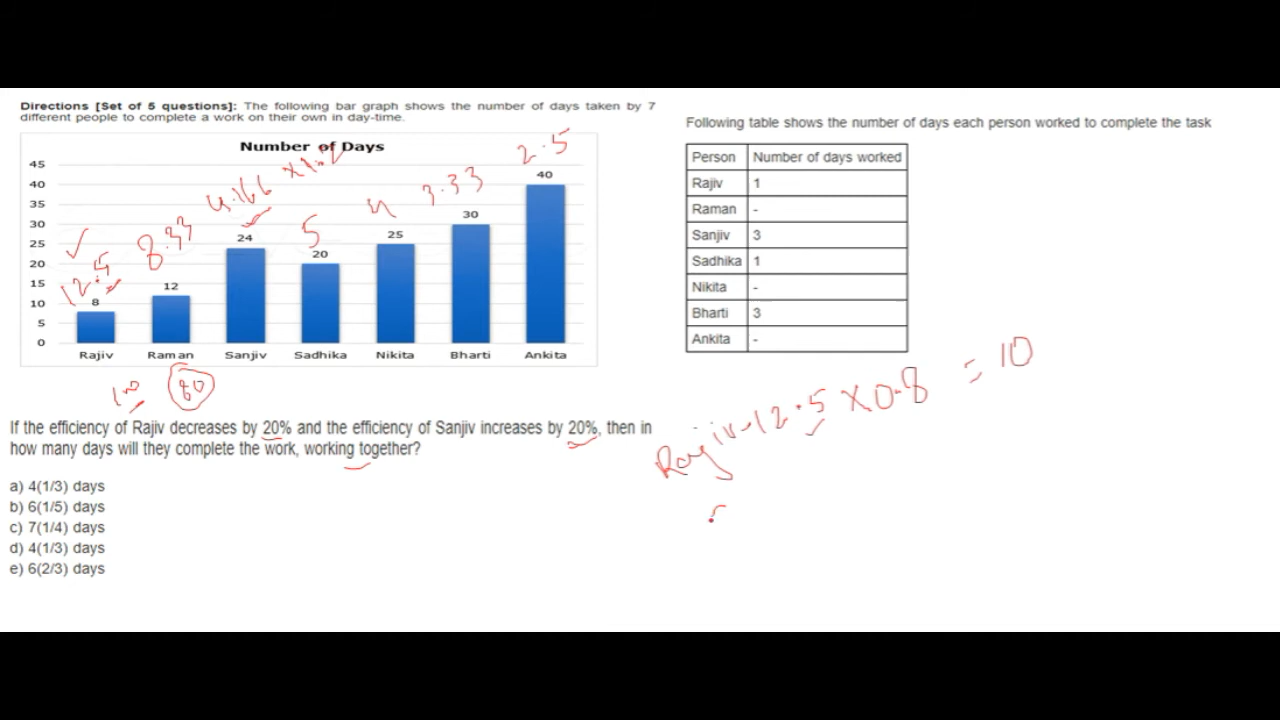 Directions [Set of 5 questions]: The following bar graph shows the number of days taken by 7
different people to complete a work on their own in day-time.
Number of Days
45
40
35
30
25
20
15
10
5
0
8
12
24
20
25
30
40
Rajiv Raman Sanjiv Sadhika Nikita Bharti Ankita
12.5
8.33
4.166 x1.2
5
4
3.33
2.5
100
80
If the efficiency of Rajiv decreases by 20% and the efficiency of Sanjiv increases by 20%, then in
how many days will they complete the work, working together?
a) 4(1/3) days
b) 6(1/5) days
c) 7(1/4) days
d) 4(1/3) days
e) 6(2/3) days
Following table shows the number of days each person worked to complete the task
Person Number of days worked
Rajiv 1
Raman -
Sanjiv 3
Sadhika 1
Nikita -
Bharti 3
Ankita -
Rajiv-12.5 x0.8 = 10